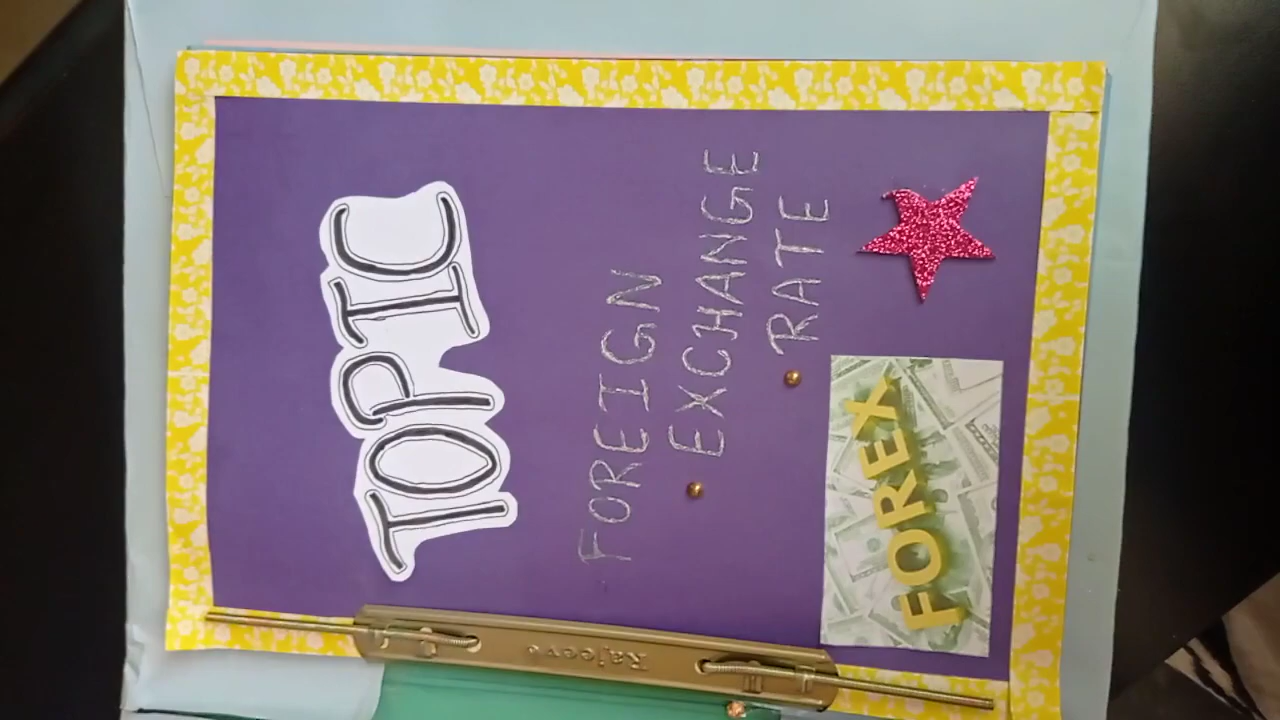 TOPIC
FOREIGN
EXCHANGE
RATE
FOREX
Rajeev